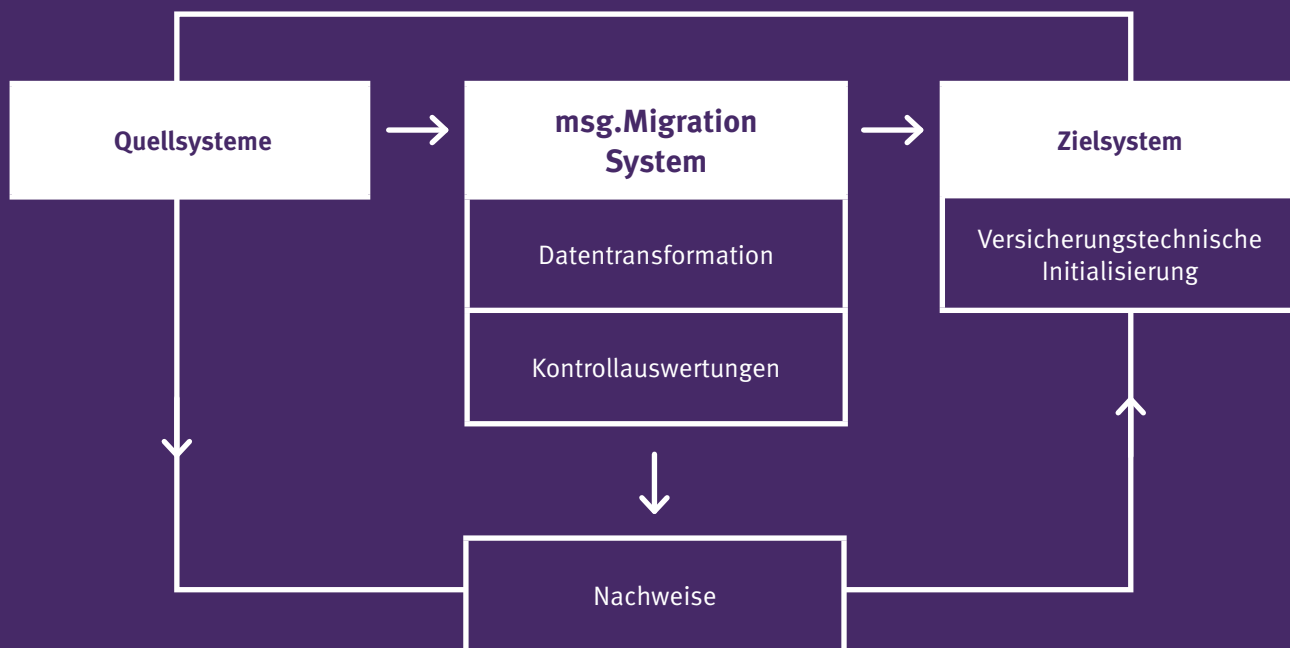 Quellsysteme
msg.Migration
System
Zielsystem
Datentransformation
Versicherungstechnische
Initialisierung
Kontrollauswertungen
Nachweise